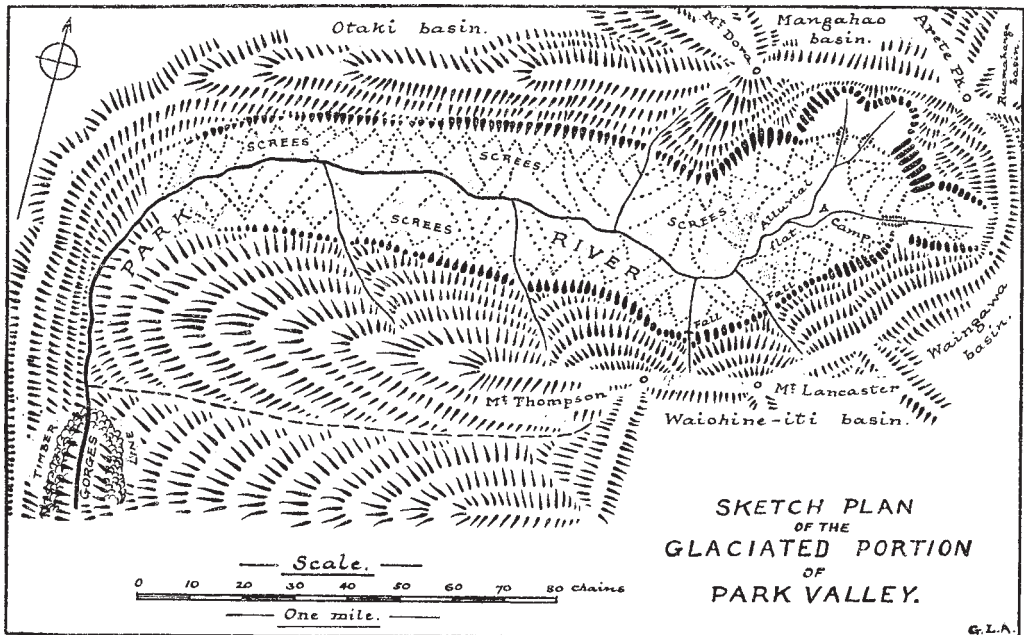 Otaki basin.
Mt. Dora
Mangahao
basin.
Arete Pk.
Ruamahanga
basin.
SCREES
SCREES
SCREES
SCREES
PARK
RIVER
Alluvial
flat
Camp
Fall
Fall
Waingawa
basin.
Mt. Thompson
Mt. Lancaster
Waiohine-iti basin.
TIMBER
LINE
GORGES
SKETCH PLAN
OF THE
GLACIATED PORTION
OF
PARK VALLEY.
Scale.
0 10 20 30 40 50 60 70 80 chains
One mile.
G.L.A.